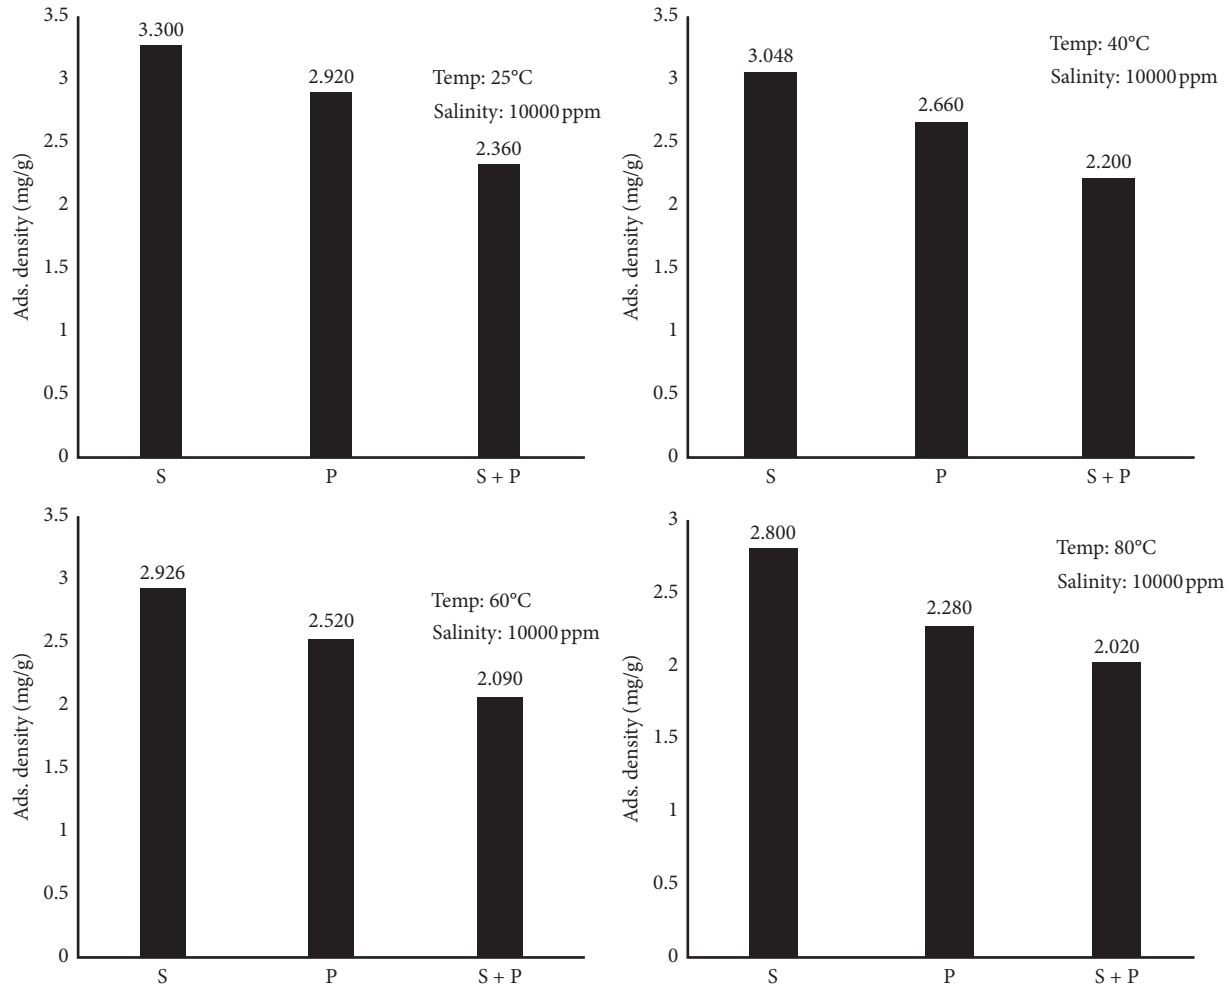 Ads. density (mg/g)
3.5
3
2.5
2
1.5
1
0.5
0
3.300
2.920
2.360
Temp: 25°C
Salinity: 10000 ppm
S
P
S + P
Ads. density (mg/g)
3.5
3
2.5
2
1.5
1
0.5
0
3.048
2.660
2.200
Temp: 40°C
Salinity: 10000 ppm
S
P
S + P
Ads. density (mg/g)
3.5
3
2.5
2
1.5
1
0.5
0
2.926
2.520
2.090
Temp: 60°C
Salinity: 10000 ppm
S
P
S + P
Ads. density (mg/g)
3
2.5
2
1.5
1
0.5
0
2.800
2.280
2.020
Temp: 80°C
Salinity: 10000 ppm
S
P
S + P